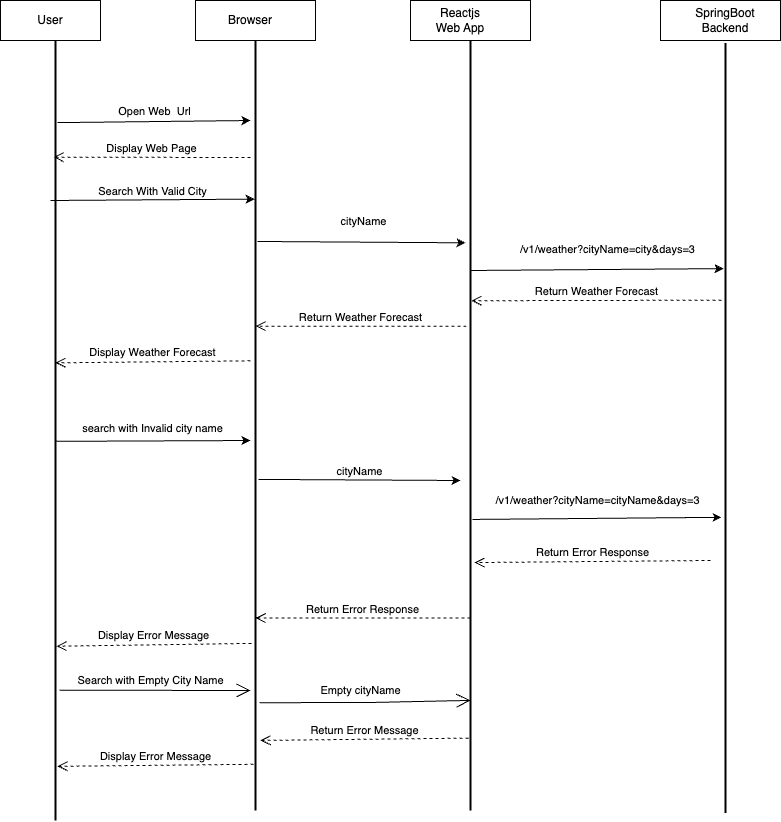 User
Browser
Reactjs
Web App
SpringBoot
Backend
Open Web Url
Display Web Page
Search With Valid City
cityName
/v1/weather?cityName=city&days=3
Return Weather Forecast
Return Weather Forecast
Display Weather Forecast
search with Invalid city name
cityName
/v1/weather?cityName=cityName&days=3
Return Error Response
Return Error Response
Display Error Message
Search with Empty City Name
Empty cityName
Return Error Message
Display Error Message